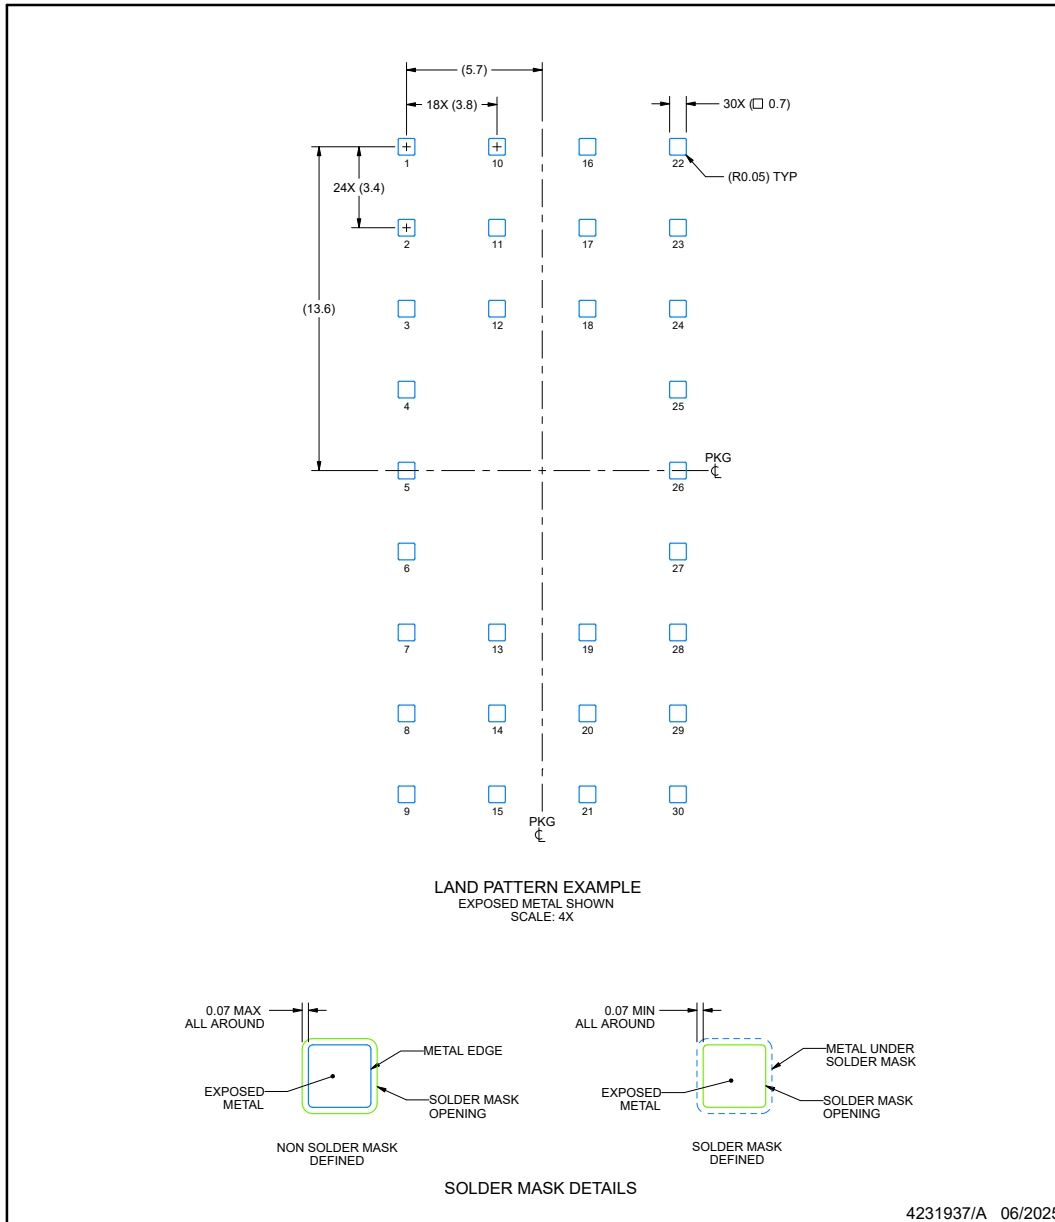 (5.7)
18X (3.8)
30X (□ 0.7)
1
10
16
22
(R0.05) TYP
24X (3.4)
2
11
17
23
(13.6)
3
12
18
24
4
25
PKG
℄
5
26
6
27
7
13
19
28
8
14
20
29
9
15
21
30
PKG
℄
LAND PATTERN EXAMPLE
EXPOSED METAL SHOWN
SCALE: 4X
0.07 MAX
ALL AROUND
METAL EDGE
EXPOSED
METAL
SOLDER MASK
OPENING
NON SOLDER MASK
DEFINED
0.07 MIN
ALL AROUND
METAL UNDER
SOLDER MASK
EXPOSED
METAL
SOLDER MASK
OPENING
SOLDER MASK
DEFINED
SOLDER MASK DETAILS
4231937/A 06/2025